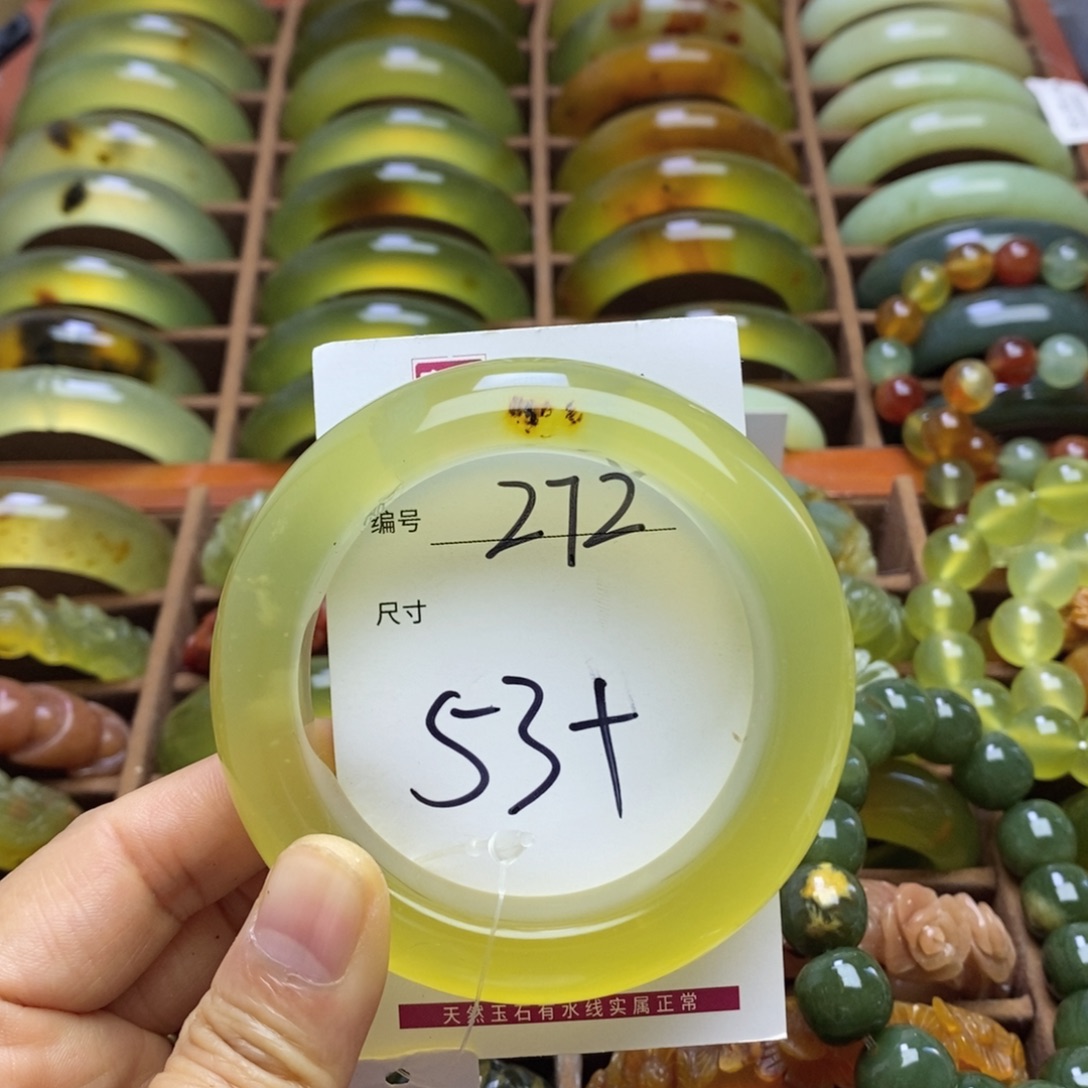 编号 272
尺寸
53+
天然玉石有水线实属正常